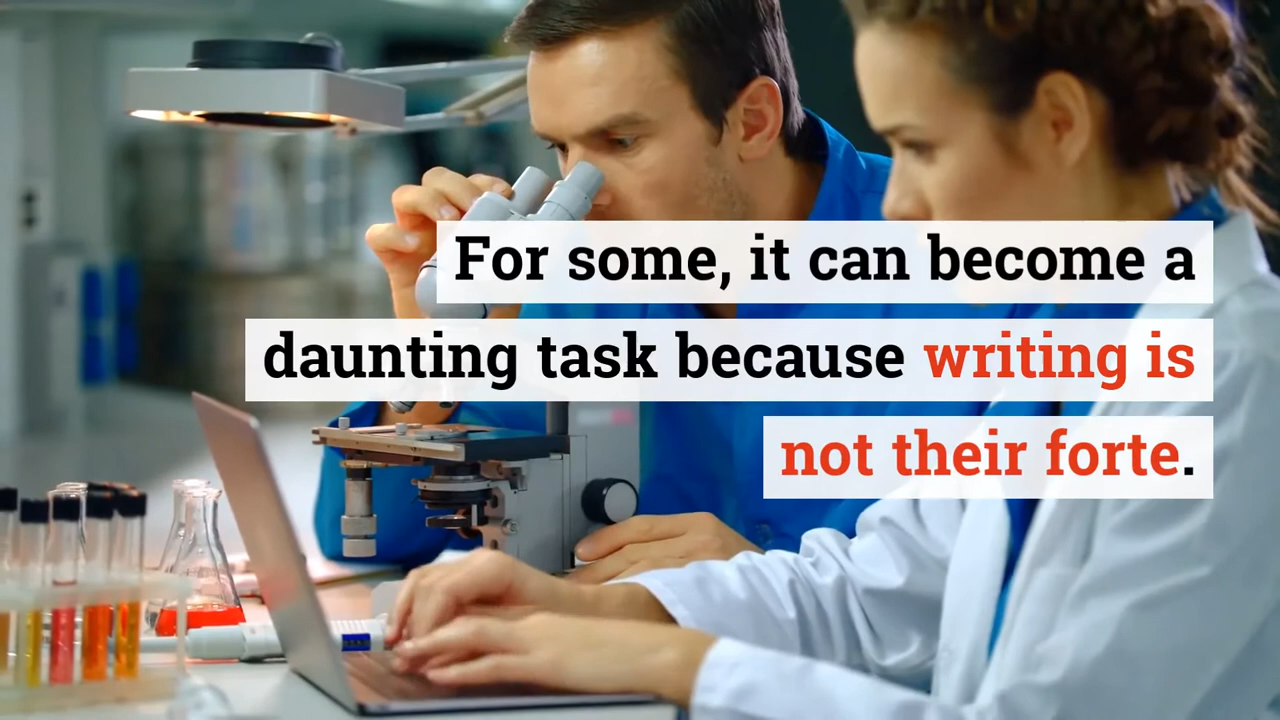 For some, it can become a
daunting task because writing is
not their forte.